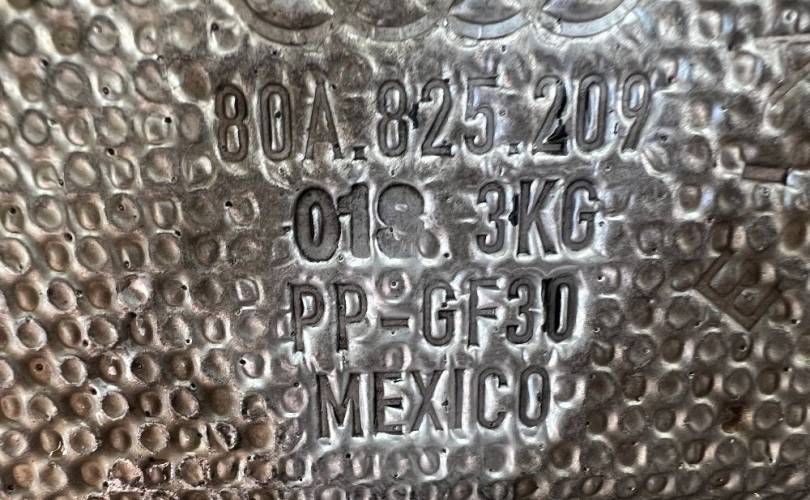 80A.825.209
018. 3KG
PP-GF30
MEXICO